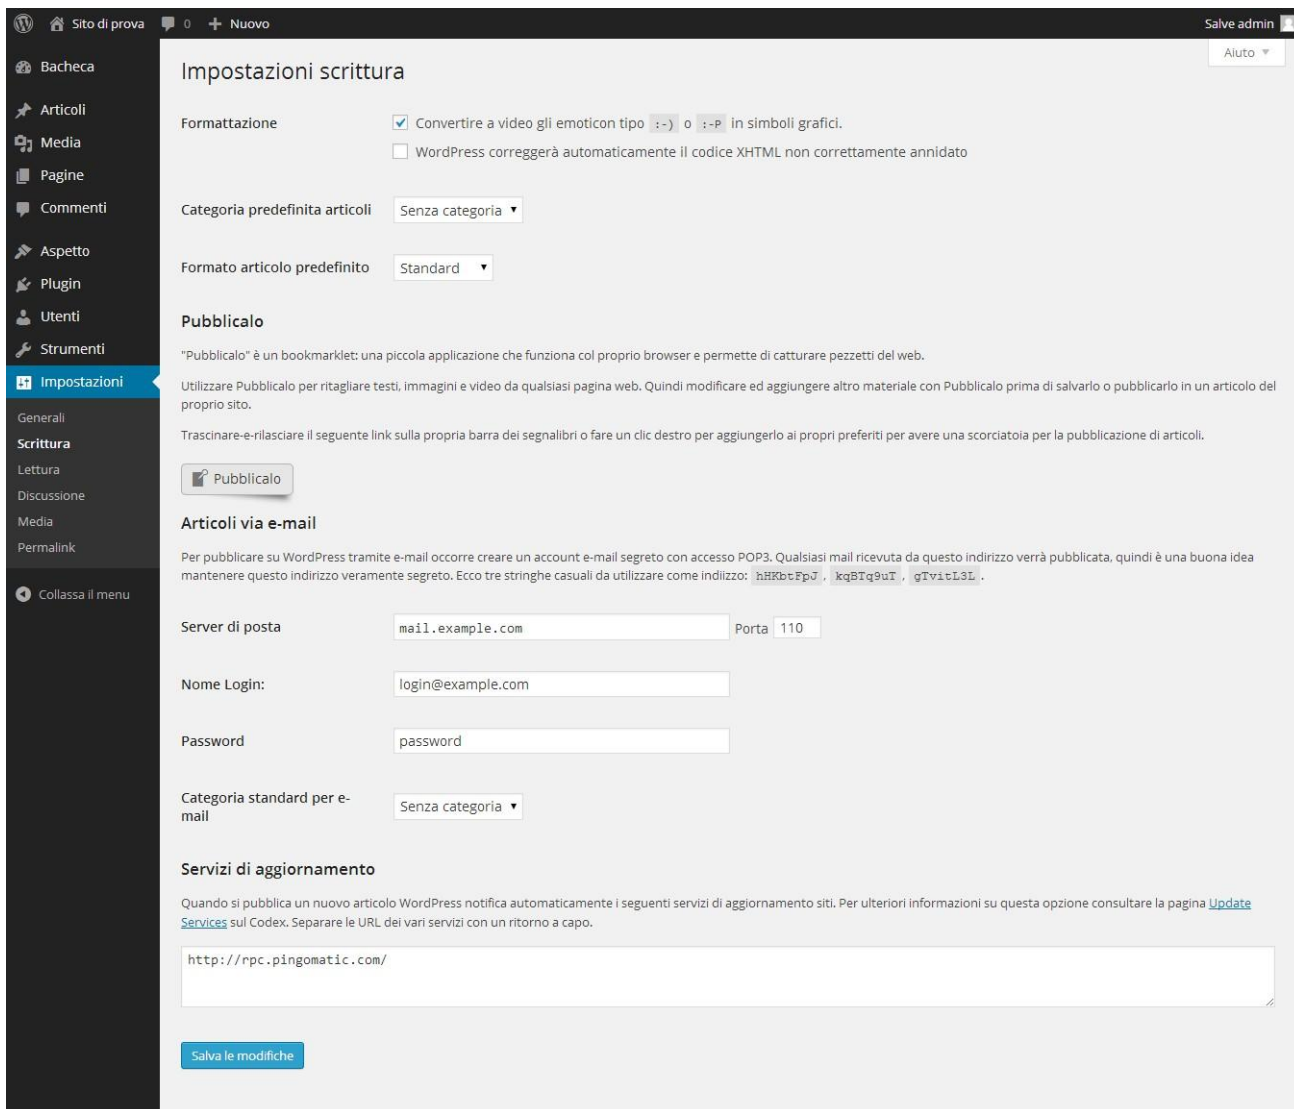 Sito di prova 0 + Nuovo Salve admin
Aiuto
Bacheca
Articoli
Media
Pagine
Commenti
Aspetto
Plugin
Utenti
Strumenti
Impostazioni
Generali
Scrittura
Lettura
Discussione
Media
Permalink
Collassa il menu
Impostazioni scrittura
Formattazione
Convertire a video gli emoticon tipo :-) o :-P in simboli grafici.
WordPress correggerà automaticamente il codice XHTML non correttamente annidato
Categoria predefinita articoli Senza categoria
Formato articolo predefinito Standard
Pubblicalo
"Pubblicalo" è un bookmarklet: una piccola applicazione che funziona col proprio browser e permette di catturare pezzetti del web.
Utilizzare Pubblicalo per ritagliare testi, immagini e video da qualsiasi pagina web. Quindi modificare ed aggiungere altro materiale con Pubblicalo prima di salvarlo o pubblicarlo in un articolo del
proprio sito.
Trascinare-e-rilasciare il seguente link sulla propria barra dei segnalibri o fare un clic destro per aggiungerlo ai propri preferiti per avere una scorciatoia per la pubblicazione di articoli.
Pubblicalo
Articoli via e-mail
Per pubblicare su WordPress tramite e-mail occorre creare un account e-mail segreto con accesso POP3. Qualsiasi mail ricevuta da questo indirizzo verrà pubblicata, quindi è una buona idea
mantenere questo indirizzo veramente segreto. Ecco tre stringhe casuali da utilizzare come indiizzo: hHKbtFpJ , kqBTq9uT , gTvitL3L .
Server di posta mail.example.com Porta 110
Nome Login: login@example.com
Password password
Categoria standard per e-
mail Senza categoria
Servizi di aggiornamento
Quando si pubblica un nuovo articolo WordPress notifica automaticamente i seguenti servizi di aggiornamento siti. Per ulteriori informazioni su questa opzione consultare la pagina Update
Services sul Codex. Separare le URL dei vari servizi con un ritorno a capo.
http://rpc.pingomatic.com/
Salva le modifiche